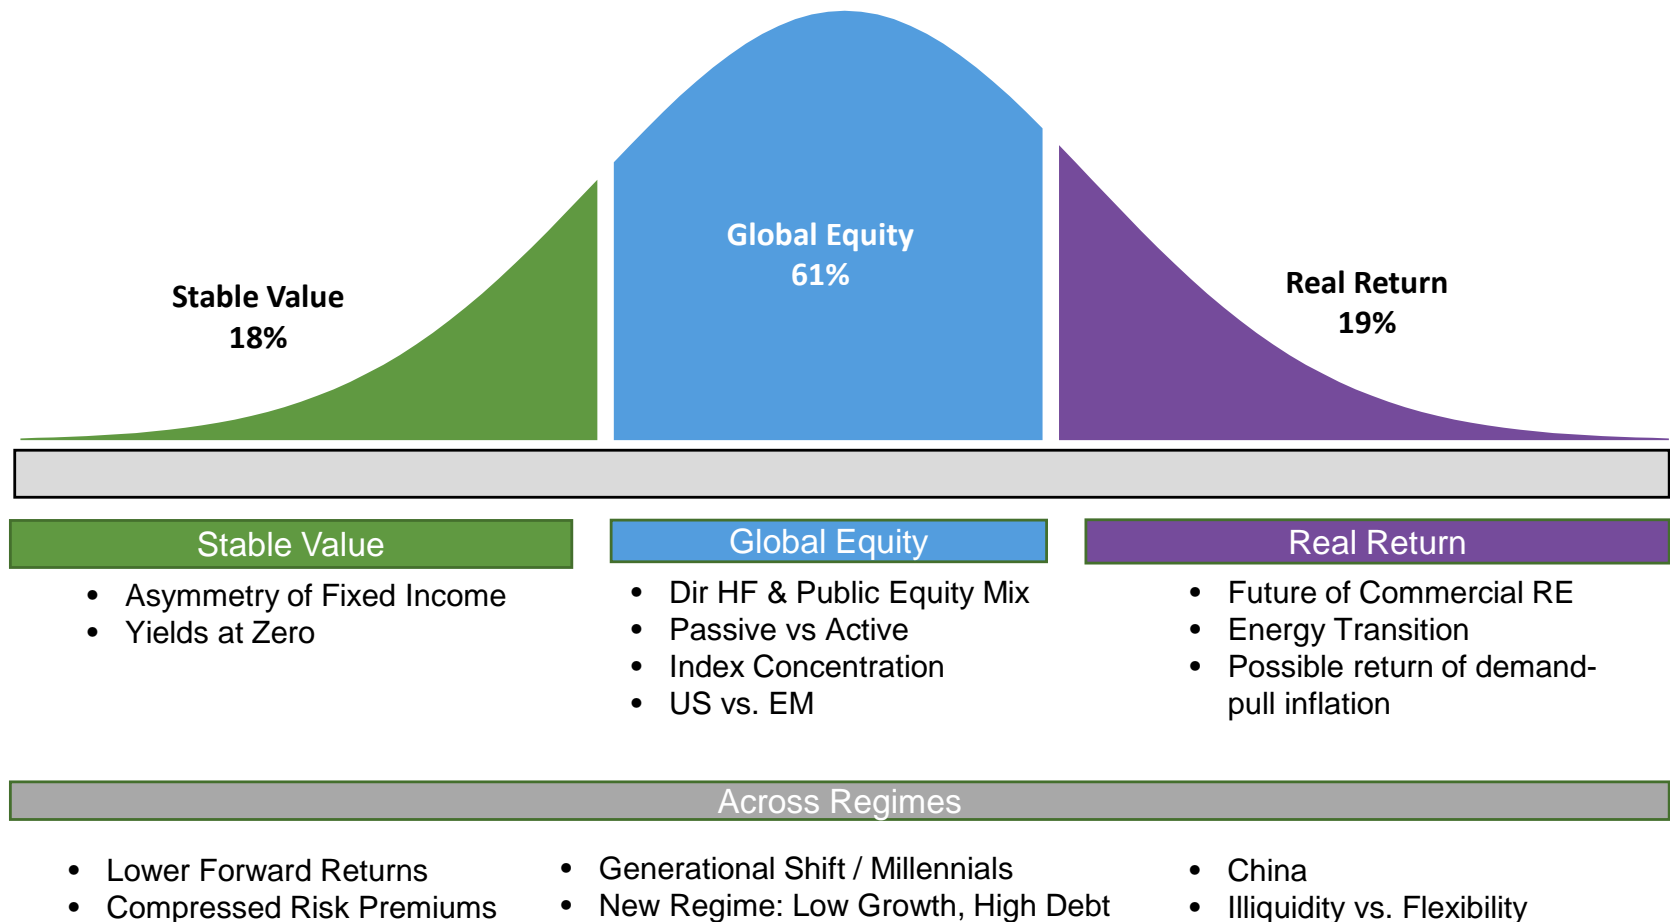 Global Equity
61%
Stable Value
18%
Real Return
19%
Stable Value
• Asymmetry of Fixed Income
• Yields at Zero
Global Equity
• Dir HF & Public Equity Mix
• Passive vs Active
• Index Concentration
• US vs. EM
Real Return
• Future of Commercial RE
• Energy Transition
• Possible return of demand-
pull inflation
Across Regimes
• Lower Forward Returns
• Compressed Risk Premiums
• Generational Shift / Millennials
• New Regime: Low Growth, High Debt
• China
• Illiquidity vs. Flexibility